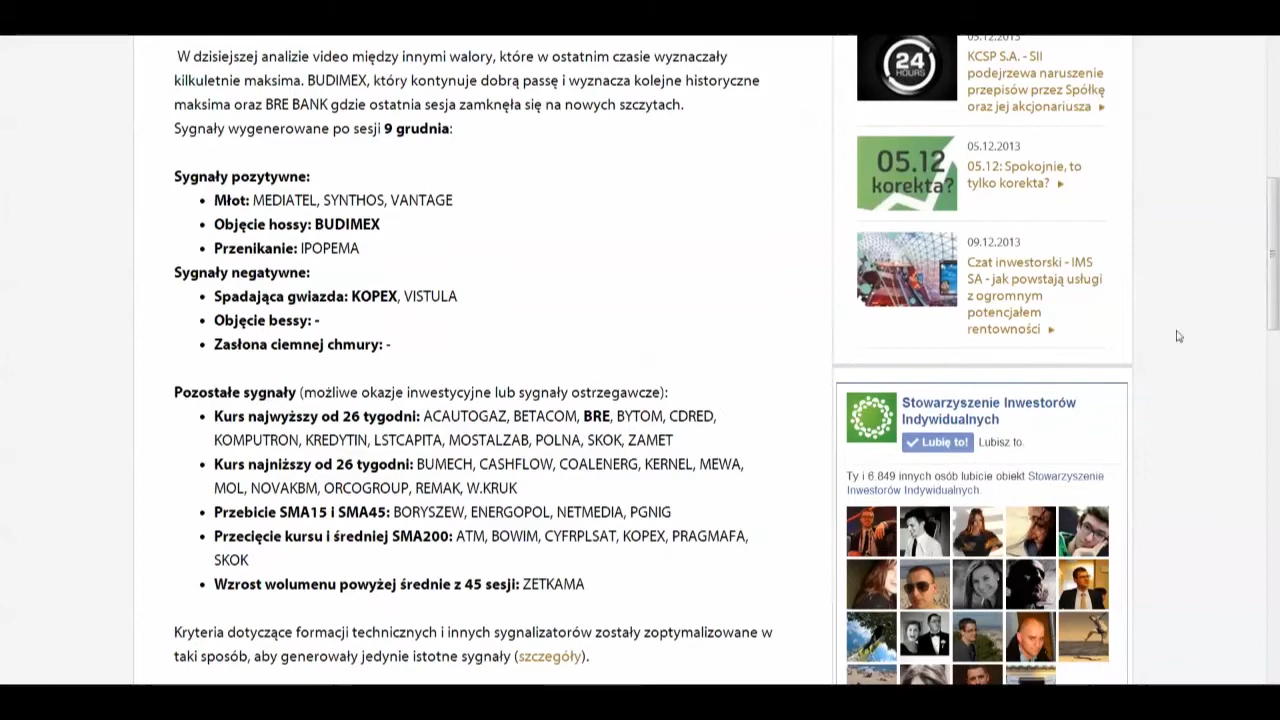 W dzisiejszej analizie video między innymi walory, które w ostatnim czasie wyznaczały
kilkuletnie maksima. BUDIMEX, który kontynuje dobrą passę i wyznacza kolejne historyczne
maksima oraz BRE BANK gdzie ostatnia sesja zamknęła się na nowych szczytach.
Sygnały wygenerowane po sesji 9 grudnia:
Sygnały pozytywne:
• Młot: MEDIATEL, SYNTHOS, VANTAGE
• Objęcie hossy: BUDIMEX
• Przenikanie: IPOPEMA
Sygnały negatywne:
• Spadająca gwiazda: KOPEX, VISTULA
• Objęcie bessy: -
• Zasłona ciemnej chmury: -
Pozostałe sygnały (możliwe okazje inwestycyjne lub sygnały ostrzegawcze):
• Kurs najwyższy od 26 tygodni: ACAUTOGAZ, BETACOM, BRE, BYTOM, CDRED,
KOMPUTRON, KREDYTIN, LSTCAPITA, MOSTALZAB, POLNA, SKOK, ZAMET
• Kurs najniższy od 26 tygodni: BUMECH, CASHFLOW, COALENERG, KERNEL, MEWA,
MOL, NOVAKBM, ORCOGROUP, REMAK, W.KRUK
• Przebicie SMA15 i SMA45: BORYSZEW, ENERGOPOL, NETMEDIA, PGNIG
• Przecięcie kursu i średniej SMA200: ATM, BOWIM, CYFRPLSAT, KOPEX, PRAGMAFA,
SKOK
• Wzrost wolumenu powyżej średnie z 45 sesji: ZETKAMA
Kryteria dotyczące formacji technicznych i innych sygnalizatorów zostały zoptymalizowane w
taki sposób, aby generowały jedynie istotne sygnały (szczegóły).
24
HOURS
05.12.2013
KCSP S.A. - SII
podejrzewa naruszenie
przepisów przez Spółkę
oraz jej akcjonariusza
05.12
korekta?
05.12.2013
05.12: Spokojnie, to
tylko korekta?
09.12.2013
Czat inwestorski - IMS
SA - jak powstają usługi
z ogromnym
potencjałem
rentowności
Stowarzyszenie Inwestorów
Indywidualnych
Lubię to! Lubisz to.
Ty i 6 849 innych osób lubicie obiekt Stowarzyszenie
Inwestorów Indywidualnych.